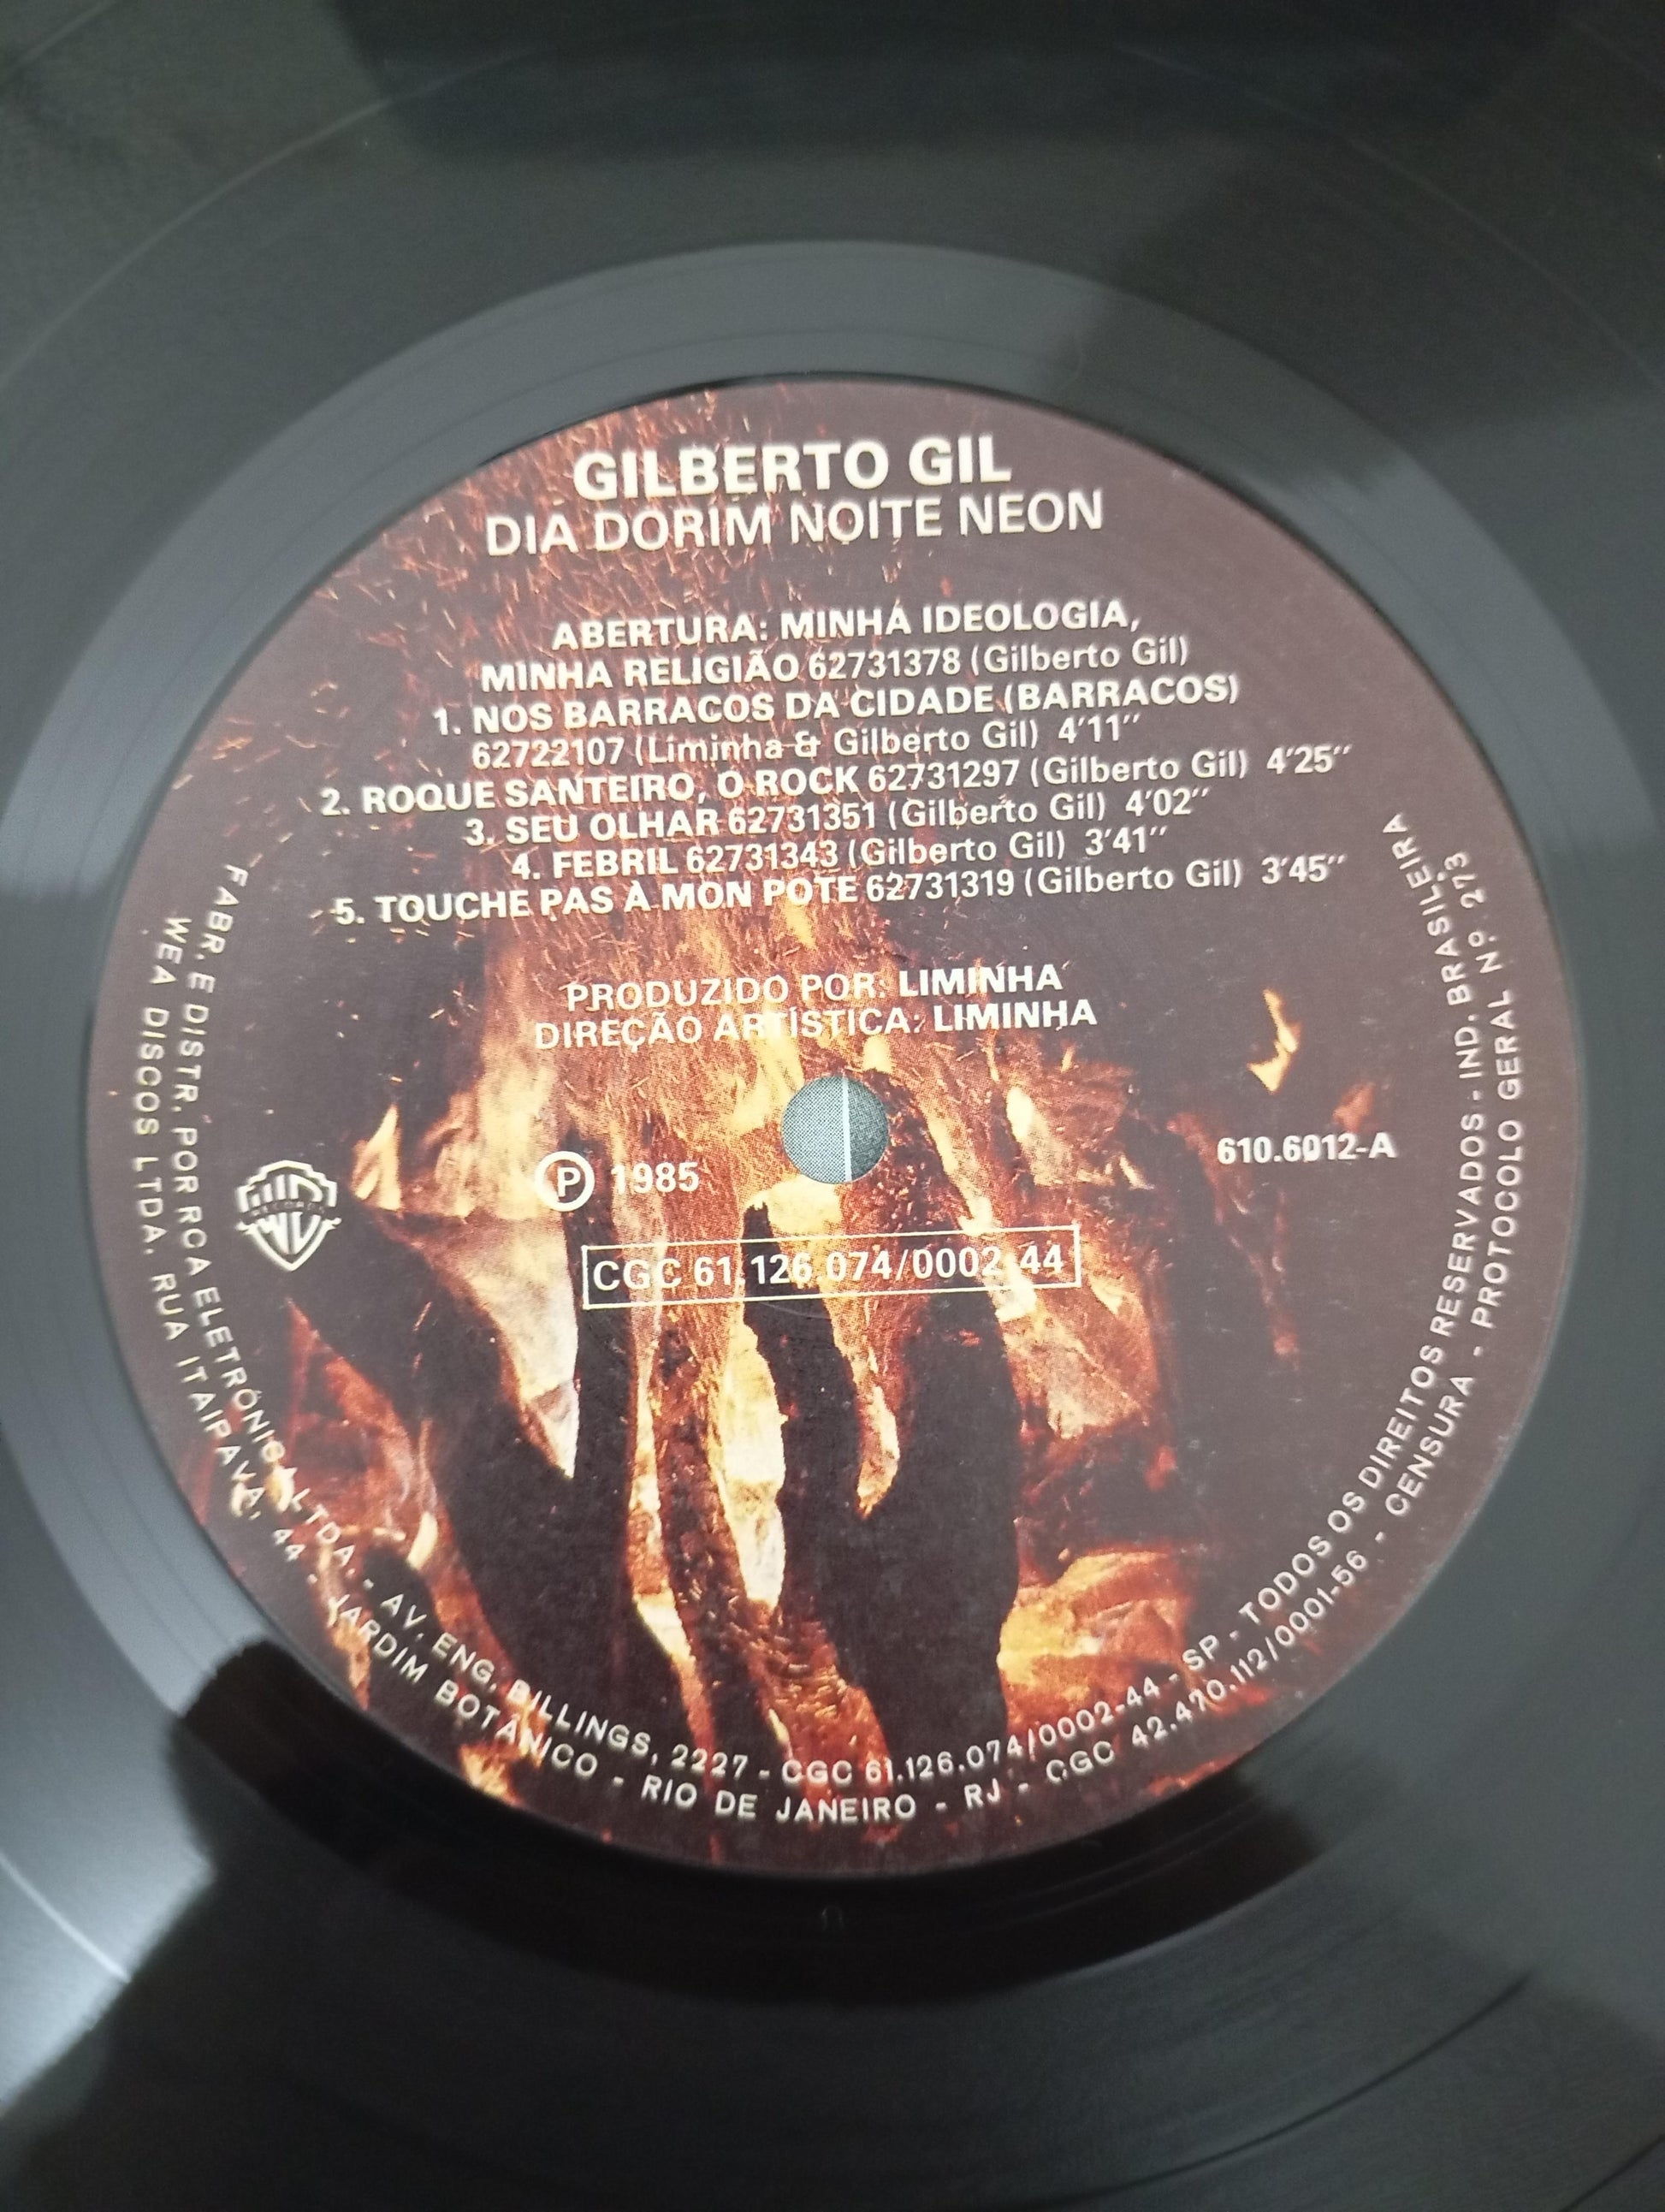 GILBERTO GIL
DIA DORIM NOITE NEON
ABERTURA: MINHA IDEOLOGIA,
MINHA RELIGIÃO 62731378 (Gilberto Gil)
1. NOS BARRACOS DA CIDADE (BARRACOS)
62722107 (Liminha & Gilberto Gil) 4'11''
2. ROQUE SANTEIRO, O ROCK 62731297 (Gilberto Gil) 4'25''
3. SEU OLHAR 62731351 (Gilberto Gil) 4'02''
4. FEBRIL 62731343 (Gilberto Gil) 3'41''
5. TOUCHE PAS À MON POTE 62731319 (Gilberto Gil) 3'45''
PRODUZIDO POR: LIMINHA
DIREÇÃO ARTÍSTICA: LIMINHA
610.6012-A
Ⓟ 1985
RECORDS
CGC 61.126.074/0002-44
FABR. E DISTR. POR RCA ELETRÔNICA LTDA. - AV. ENG. BILLINGS, 2227 - CGC 61.126.074/0002-44 - SP - TODOS OS DIREITOS RESERVADOS - IND. BRASILEIRA
WEA DISCOS LTDA. RUA ITAIPAVA, 44 - JARDIM BOTÂNICO - RIO DE JANEIRO - RJ - CGC 42.470.112/0001-56 - CENSURA - PROTOCOLO GERAL Nº 273